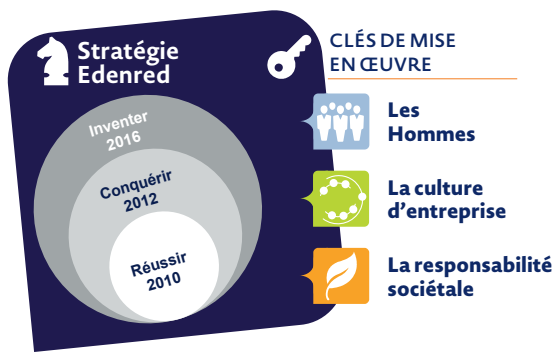 Stratégie
Edenred
Inventer
2016
Conquérir
2012
Réussir
2010
CLÉS DE MISE
EN ŒUVRE
Les
Hommes
La culture
d’entreprise
La responsabilité
sociétale